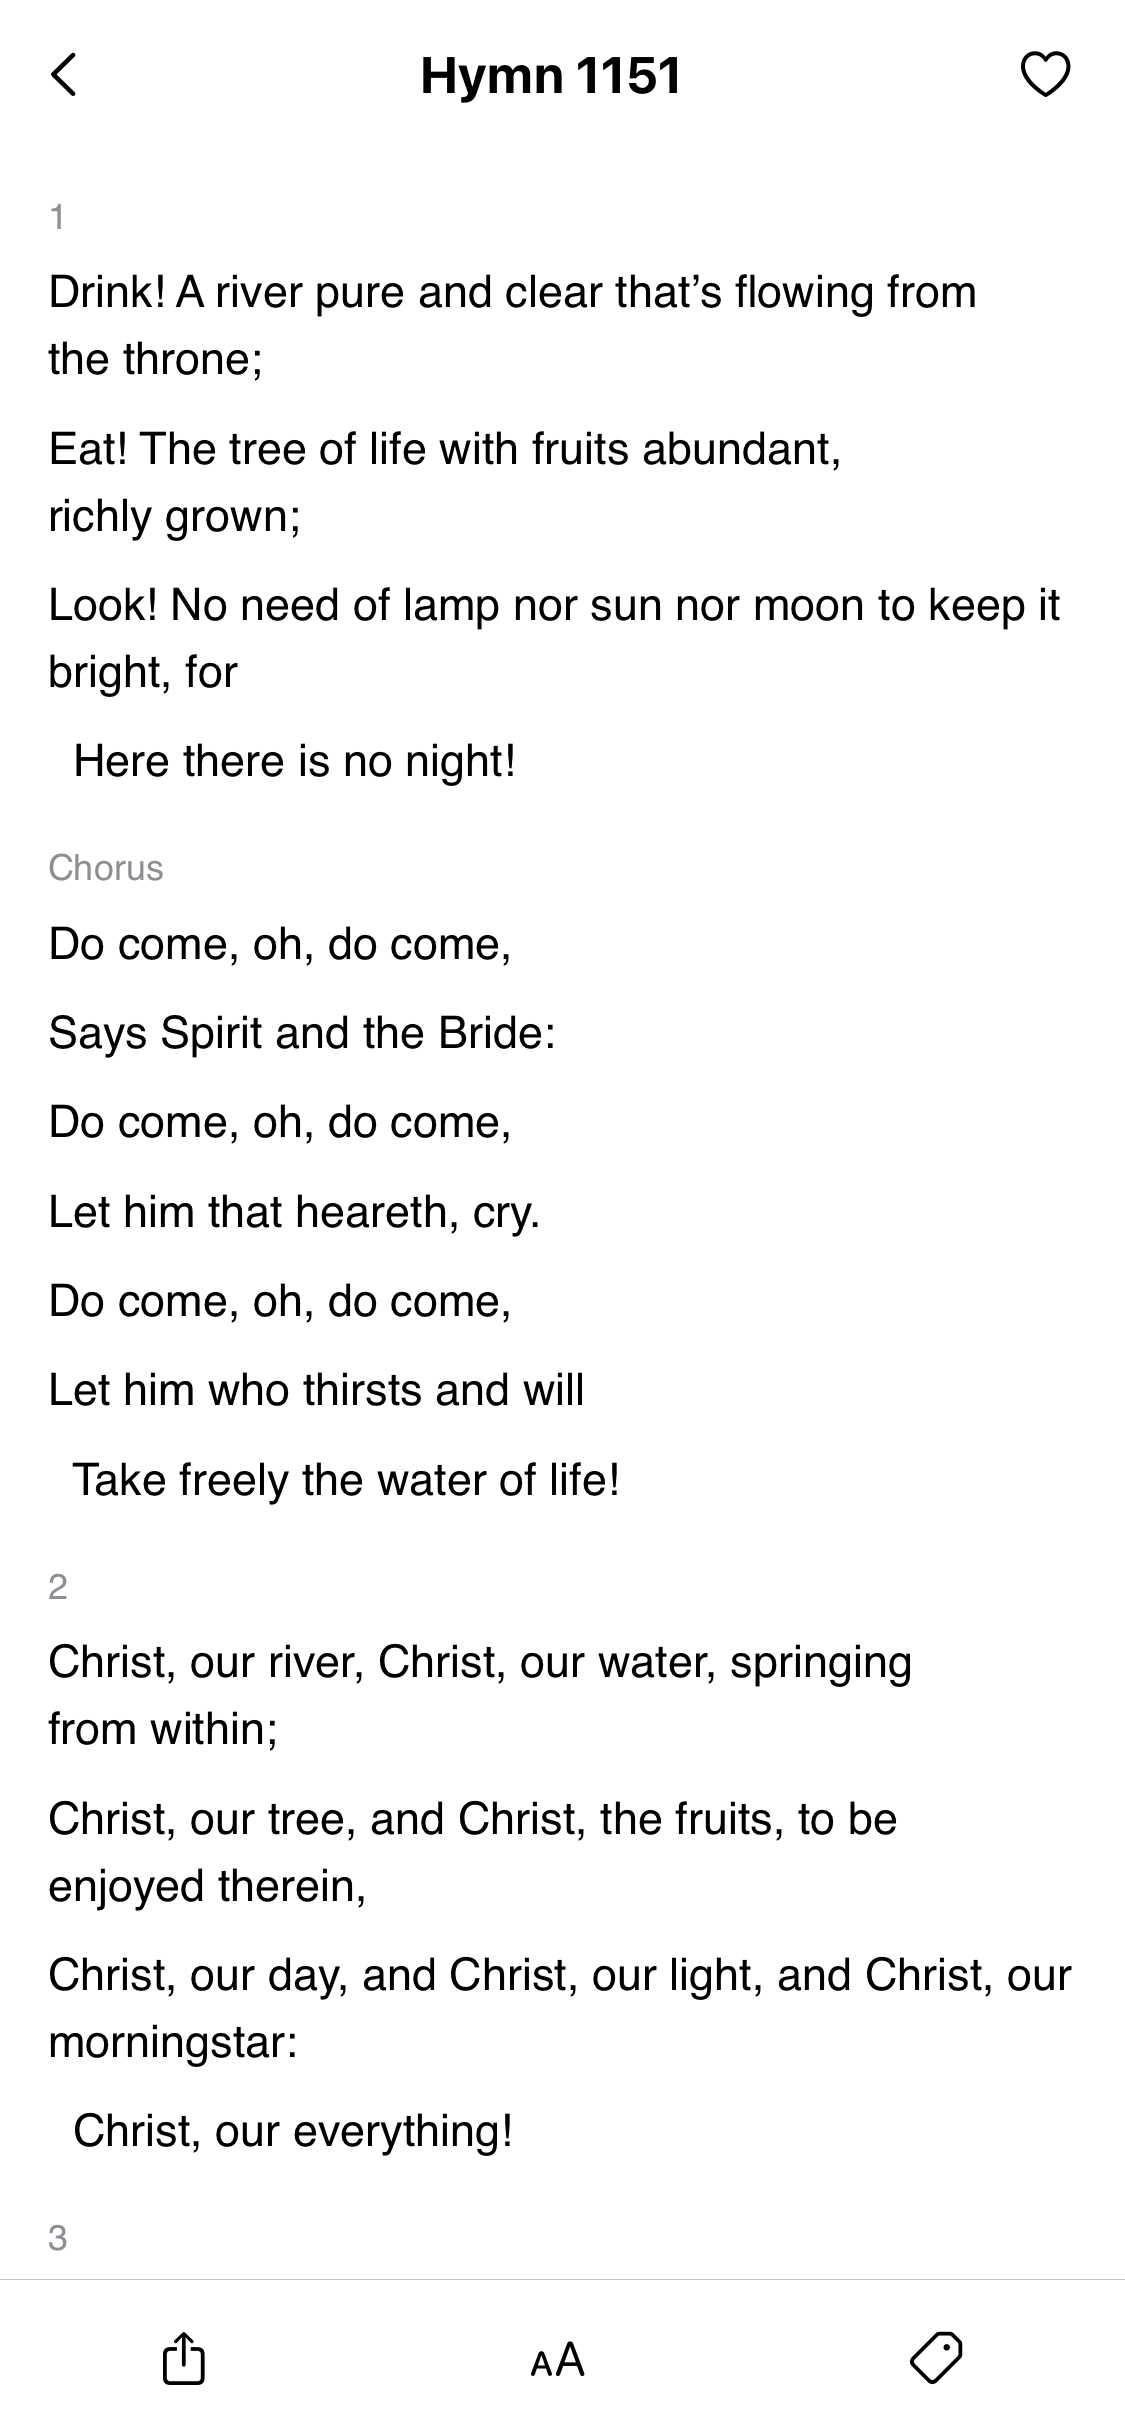 Hymn 1151
1
Drink! A river pure and clear that’s flowing from
the throne;
Eat! The tree of life with fruits abundant,
richly grown;
Look! No need of lamp nor sun nor moon to keep it
bright, for
Here there is no night!
Chorus
Do come, oh, do come,
Says Spirit and the Bride:
Do come, oh, do come,
Let him that heareth, cry.
Do come, oh, do come,
Let him who thirsts and will
Take freely the water of life!
2
Christ, our river, Christ, our water, springing
from within;
Christ, our tree, and Christ, the fruits, to be
enjoyed therein,
Christ, our day, and Christ, our light, and Christ, our
morningstar:
Christ, our everything!
3
AA